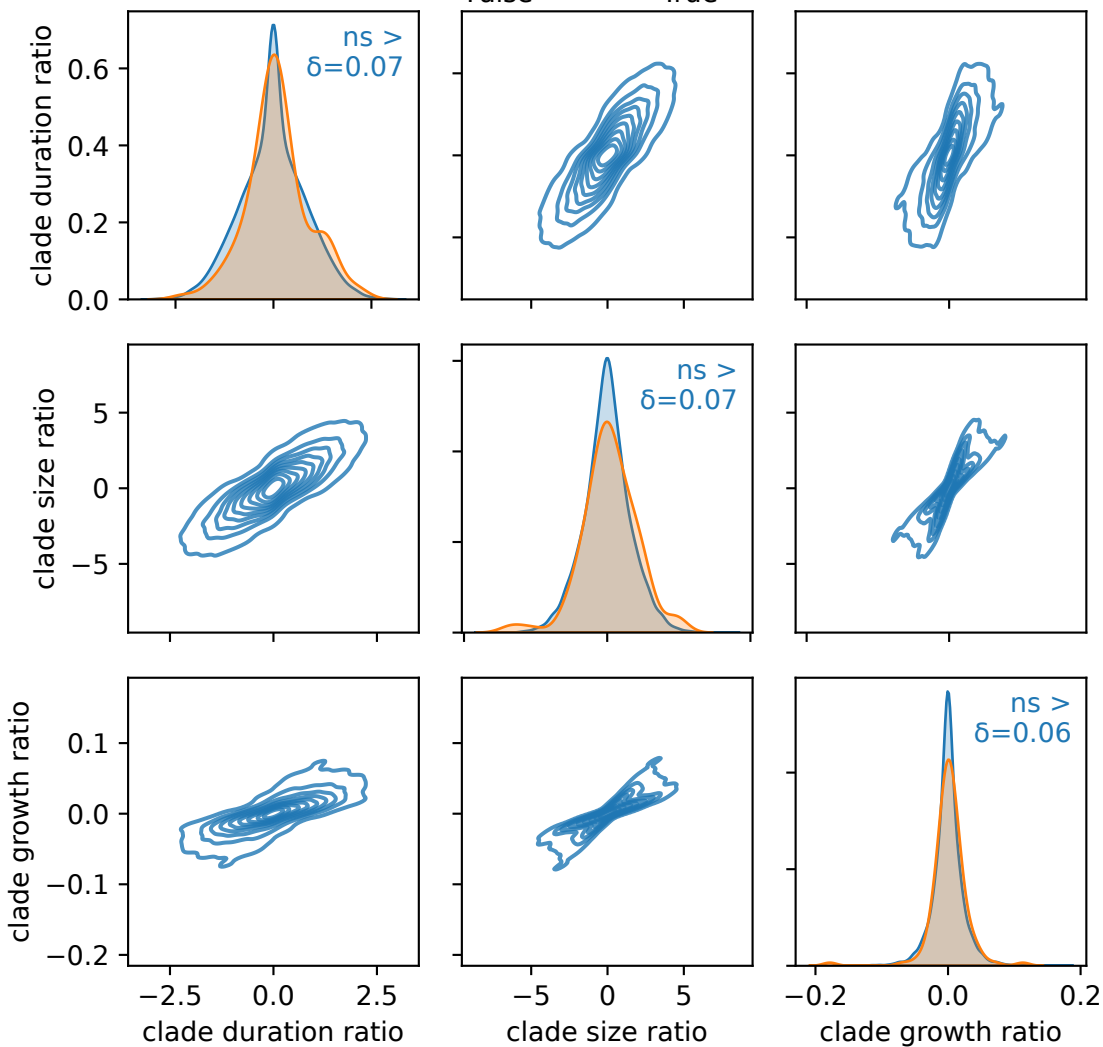 clade duration ratio
0.6
0.4
0.2
0.0
ns >
δ=0.07
clade size ratio
5
0
−5
ns >
δ=0.07
clade growth ratio
0.1
0.0
−0.1
−0.2
ns >
δ=0.06
−2.5 0.0 2.5
−5 0 5
−0.2 0.0 0.2
clade duration ratio
clade size ratio
clade growth ratio